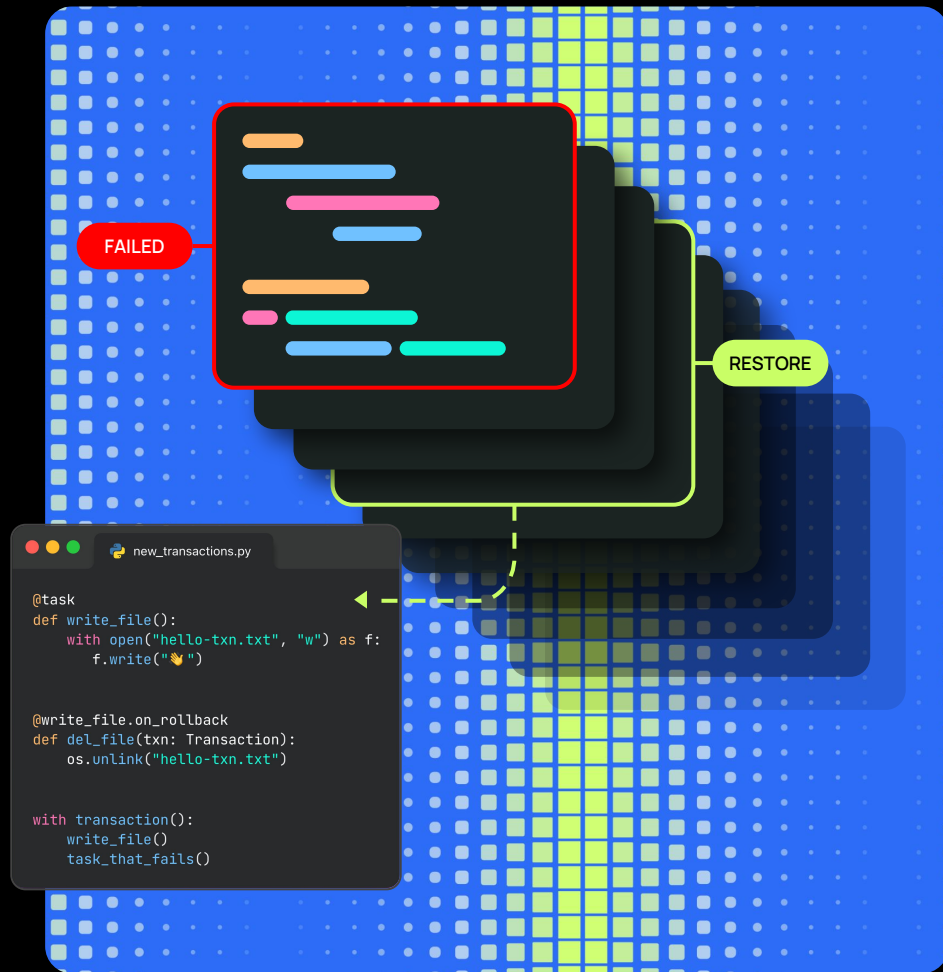 FAILED
RESTORE
new_transactions.py
@task
def write_file():
    with open("hello-txn.txt", "w") as f:
        f.write("👋")
@write_file.on_rollback
def del_file(txn: Transaction):
    os.unlink("hello-txn.txt")
with transaction():
    write_file()
    task_that_fails()